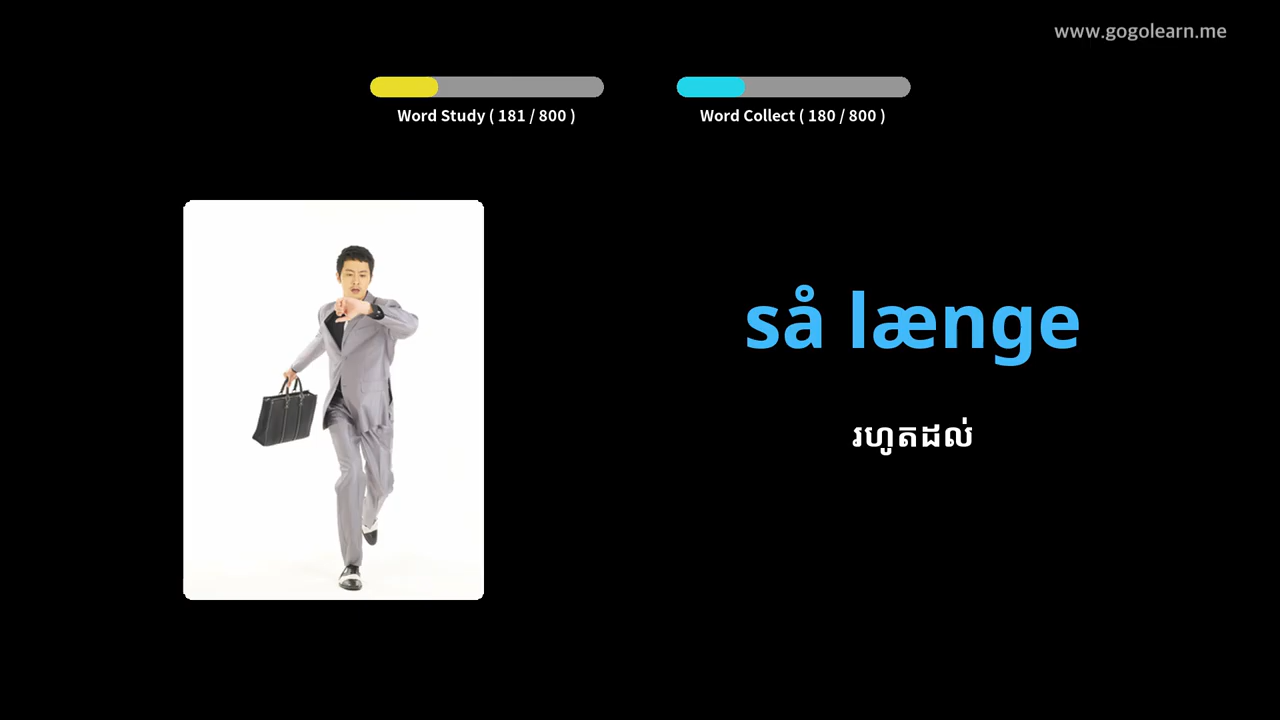 www.gogolearn.me
Word Study ( 181 / 800 )
Word Collect ( 180 / 800 )
så længe
រហូតដល់